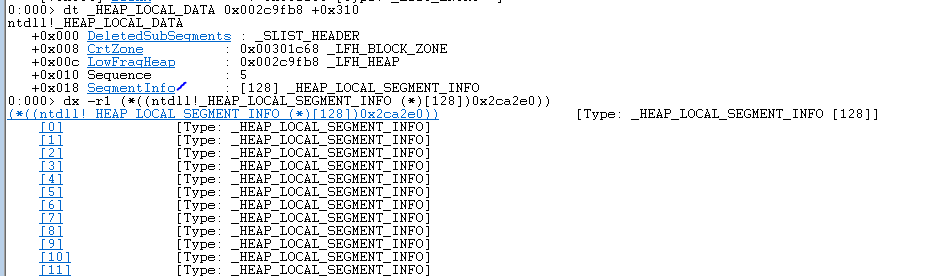 0:000> dt _HEAP_LOCAL_DATA 0x002c9fb8 +0x310
ntdll!_HEAP_LOCAL_DATA
+0x000 DeletedSubSegments : _SLIST_HEADER
+0x008 CrtZone : 0x00301c68 _LFH_BLOCK_ZONE
+0x00c LowFragHeap : 0x002c9fb8 _LFH_HEAP
+0x010 Sequence : 5
+0x018 SegmentInfo : [128] _HEAP_LOCAL_SEGMENT_INFO
0:000> dx -r1 (*((ntdll!_HEAP_LOCAL_SEGMENT_INFO (*)[128])0x2ca2e0))
(*((ntdll!_HEAP_LOCAL_SEGMENT_INFO (*)[128])0x2ca2e0)) [Type: _HEAP_LOCAL_SEGMENT_INFO [128]]
[0] [Type: _HEAP_LOCAL_SEGMENT_INFO]
[1] [Type: _HEAP_LOCAL_SEGMENT_INFO]
[2] [Type: _HEAP_LOCAL_SEGMENT_INFO]
[3] [Type: _HEAP_LOCAL_SEGMENT_INFO]
[4] [Type: _HEAP_LOCAL_SEGMENT_INFO]
[5] [Type: _HEAP_LOCAL_SEGMENT_INFO]
[6] [Type: _HEAP_LOCAL_SEGMENT_INFO]
[7] [Type: _HEAP_LOCAL_SEGMENT_INFO]
[8] [Type: _HEAP_LOCAL_SEGMENT_INFO]
[9] [Type: _HEAP_LOCAL_SEGMENT_INFO]
[10] [Type: _HEAP_LOCAL_SEGMENT_INFO]
[11] [Type: _HEAP_LOCAL_SEGMENT_INFO]